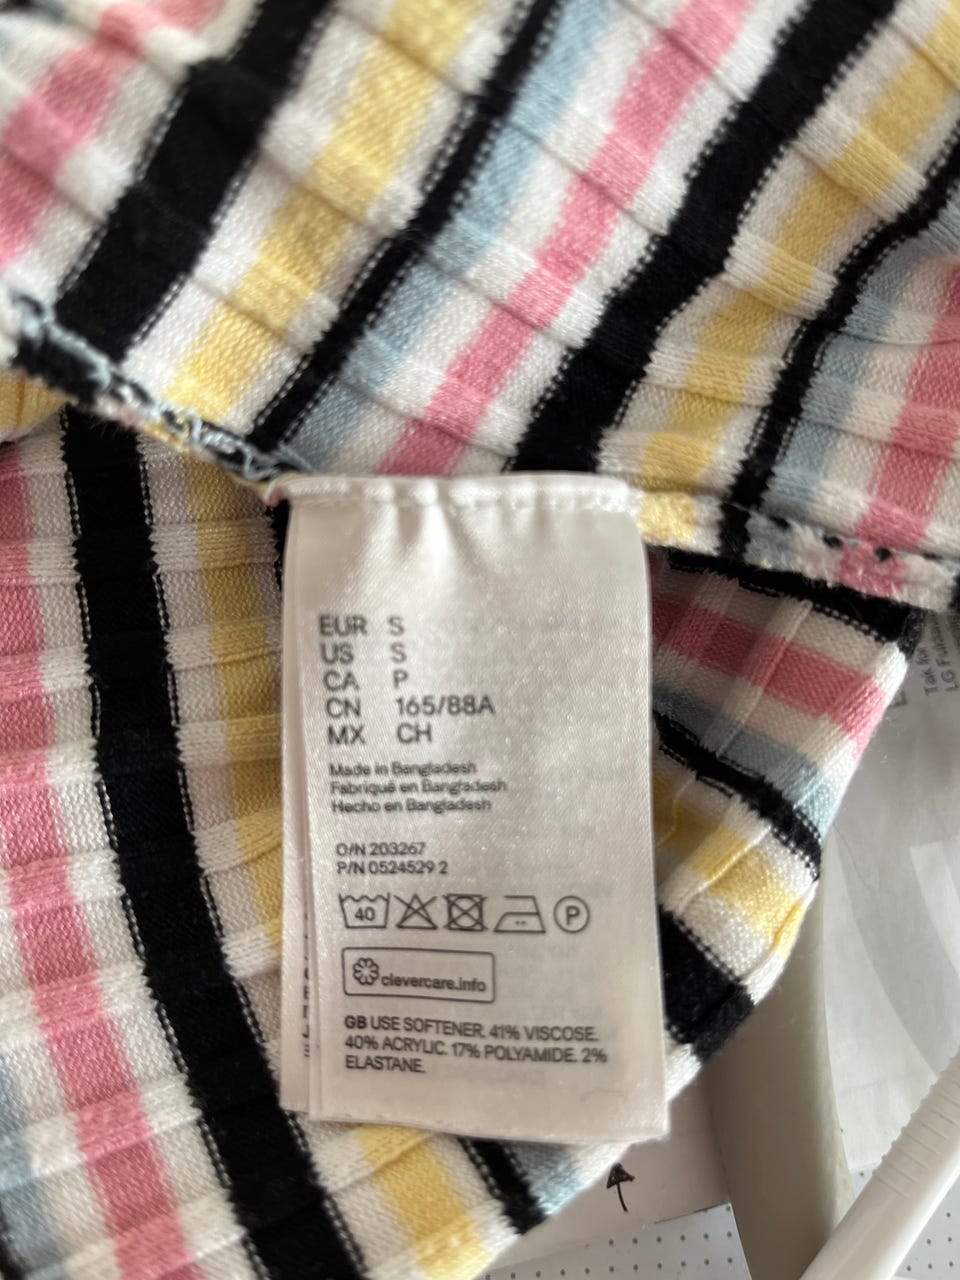 EUR S
US S
CA P
CN 165/88A
MX CH
Made in Bangladesh
Fabriqué en Bangladesh
Hecho en Bangladesh
O/N 203267
P/N 0524529 2
40 P
clevercare.info
GB USE SOFTENER. 41% VISCOSE.
40% ACRYLIC. 17% POLYAMIDE. 2%
ELASTANE.